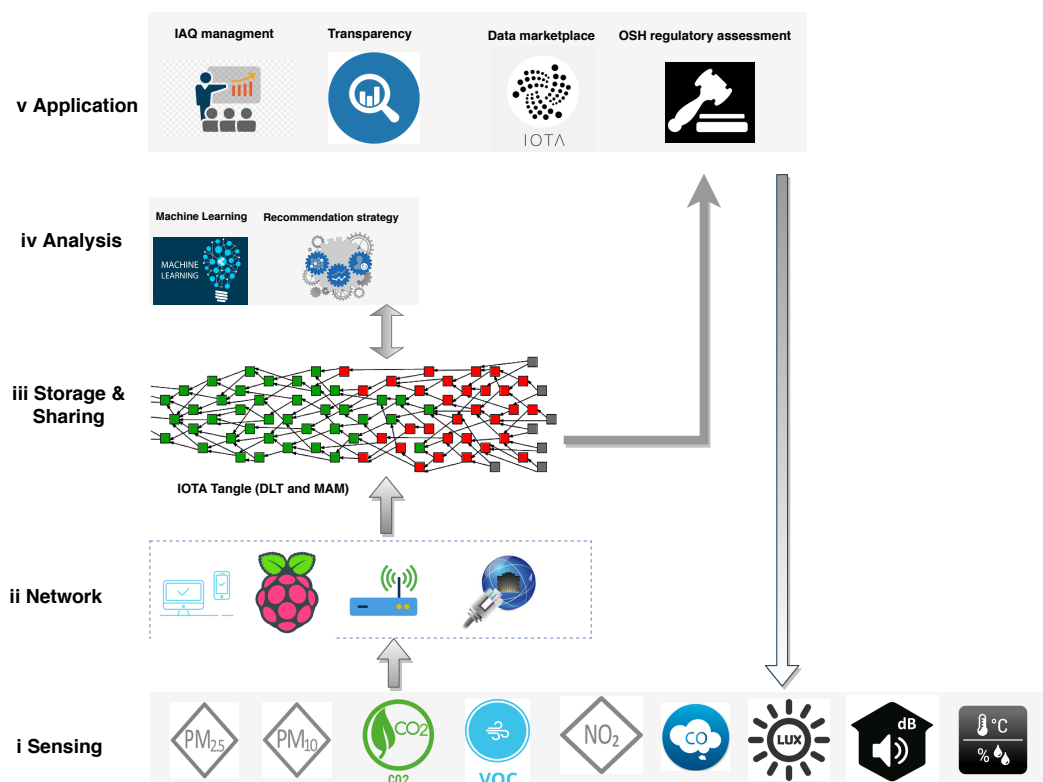 IAQ managment
Transparency
Data marketplace
OSH regulatory assessment
v Application
IOTA
Machine Learning
Recommendation strategy
iv Analysis
MACHINE
LEARNING
iii Storage &
Sharing
IOTA Tangle (DLT and MAM)
ii Network
i Sensing
PM2.5
PM10
CO2
CO2
VOC
NO2
CO
LUX
dB
°C
%